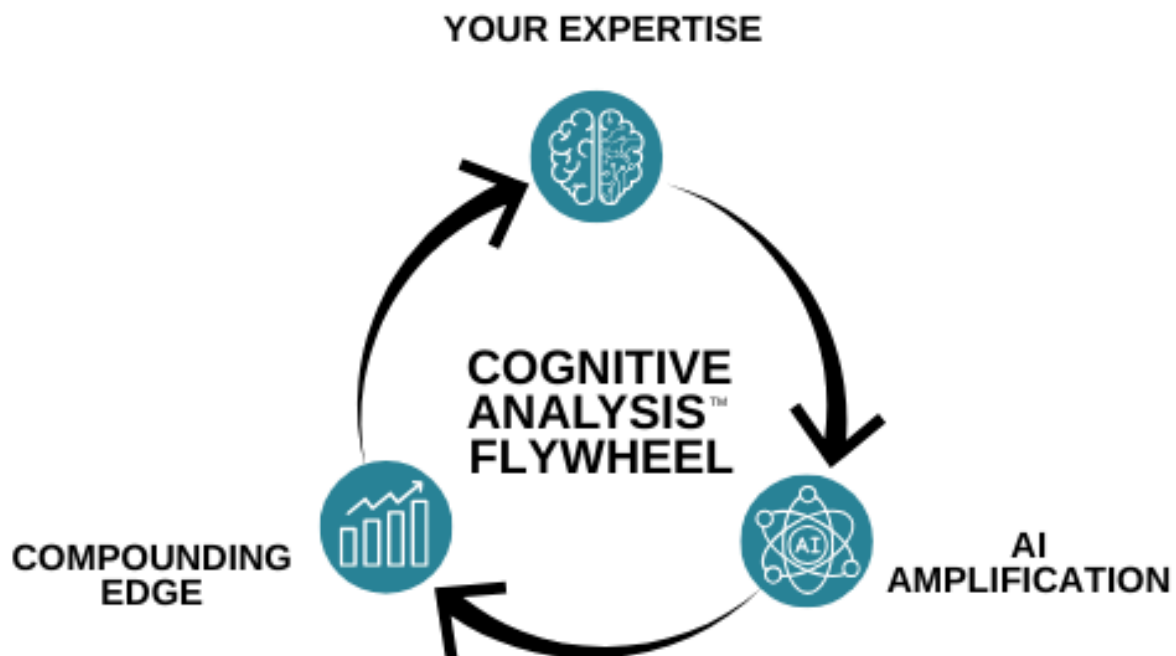 YOUR EXPERTISE
COGNITIVE
ANALYSIS™
FLYWHEEL
AI
COMPOUNDING
EDGE
AI
AMPLIFICATION